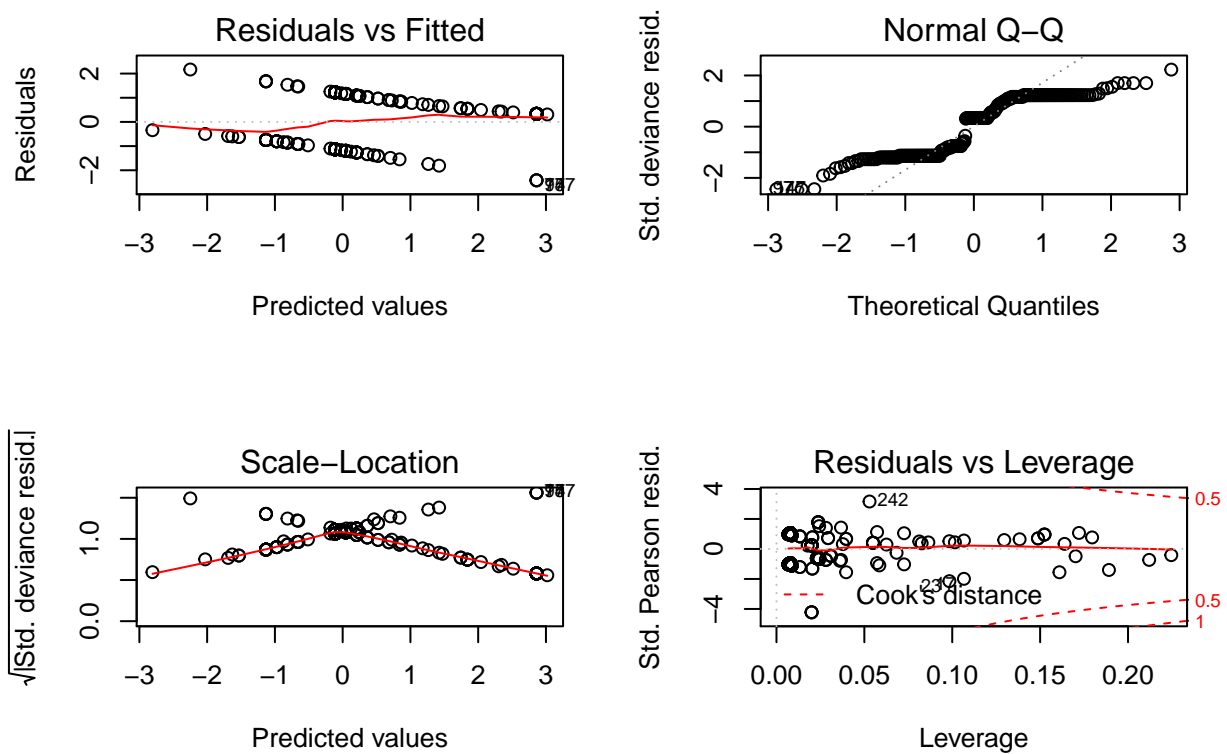 Residuals vs Fitted
Residuals
2
0
−2
−3 −2 −1 0 1 2 3
Predicted values
Normal Q−Q
Std. deviance resid.
2
0
−2
−3 −2 −1 0 1 2 3
Theoretical Quantiles
Scale−Location
√|Std. deviance resid.|
1.0
0.0
−3 −2 −1 0 1 2 3
Predicted values
Residuals vs Leverage
Std. Pearson resid.
4
0
−4
242
Cook's distance
0.5
0.5
1
0.00 0.05 0.10 0.15 0.20
Leverage